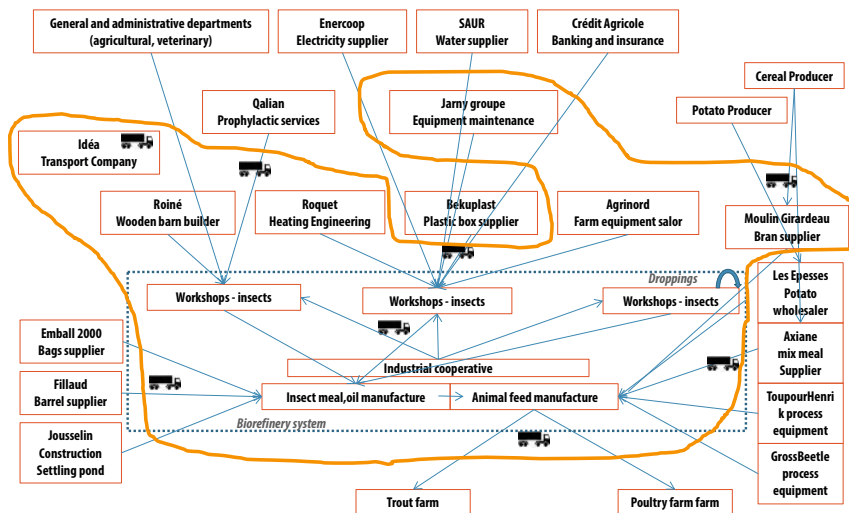 General and administrative departments
(agricultural, veterinary)
Enercoop
Electricity supplier
SAUR
Water supplier
Crédit Agricole
Banking and insurance
Cereal Producer
Potato Producer
Qalian
Prophylactic services
Jarny groupe
Equipment maintenance
Idéa
Transport Company
Roiné
Wooden barn builder
Roquet
Heating Engineering
Bekuplast
Plastic box supplier
Agrinord
Farm equipment salor
Moulin Girardeau
Bran supplier
Droppings
Workshops - insects
Workshops - insects
Workshops - insects
Les Epesses
Potato
wholesaler
Emball 2000
Bags supplier
Axiane
mix meal
Supplier
Industrial cooperative
Fillaud
Barrel supplier
Insect meal,oil manufacture
Animal feed manufacture
ToupourHenri
k process
equipment
Biorefinery system
Jousselin
Construction
Settling pond
GrossBeetle
process
equipment
Trout farm
Poultry farm farm